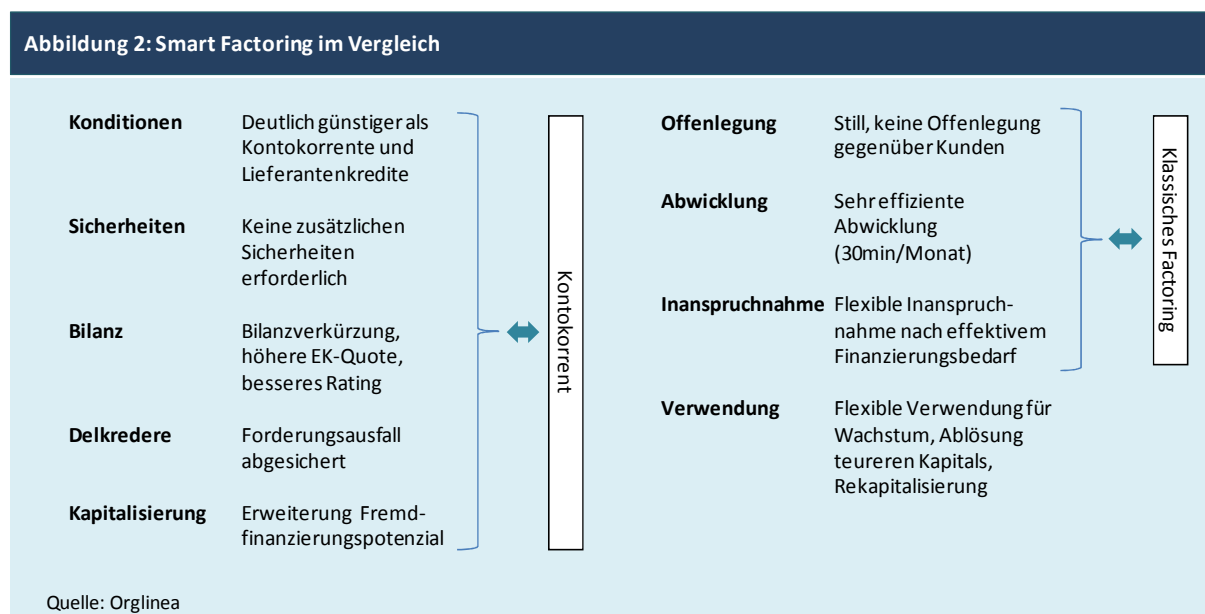 Abbildung 2: Smart Factoring im Vergleich
Konditionen
Deutlich günstiger als
Kontokorrente und
Lieferantenkredite
Sicherheiten
Keine zusätzlichen
Sicherheiten
erforderlich
Bilanz
Bilanzverkürzung,
höhere EK-Quote,
besseres Rating
Delkredere
Forderungsausfall
abgesichert
Kapitalisierung
Erweiterung Fremd-
finanzierungspotenzial
Kontokorrent
Offenlegung
Still, keine Offenlegung
gegenüber Kunden
Abwicklung
Sehr effiziente
Abwicklung
(30min/Monat)
Inanspruchnahme
Flexible Inanspruch-
nahme nach effektivem
Finanzierungsbedarf
Verwendung
Flexible Verwendung für
Wachstum, Ablösung
teureren Kapitals,
Rekapitalisierung
Klassisches Factoring
Quelle: Orglinea